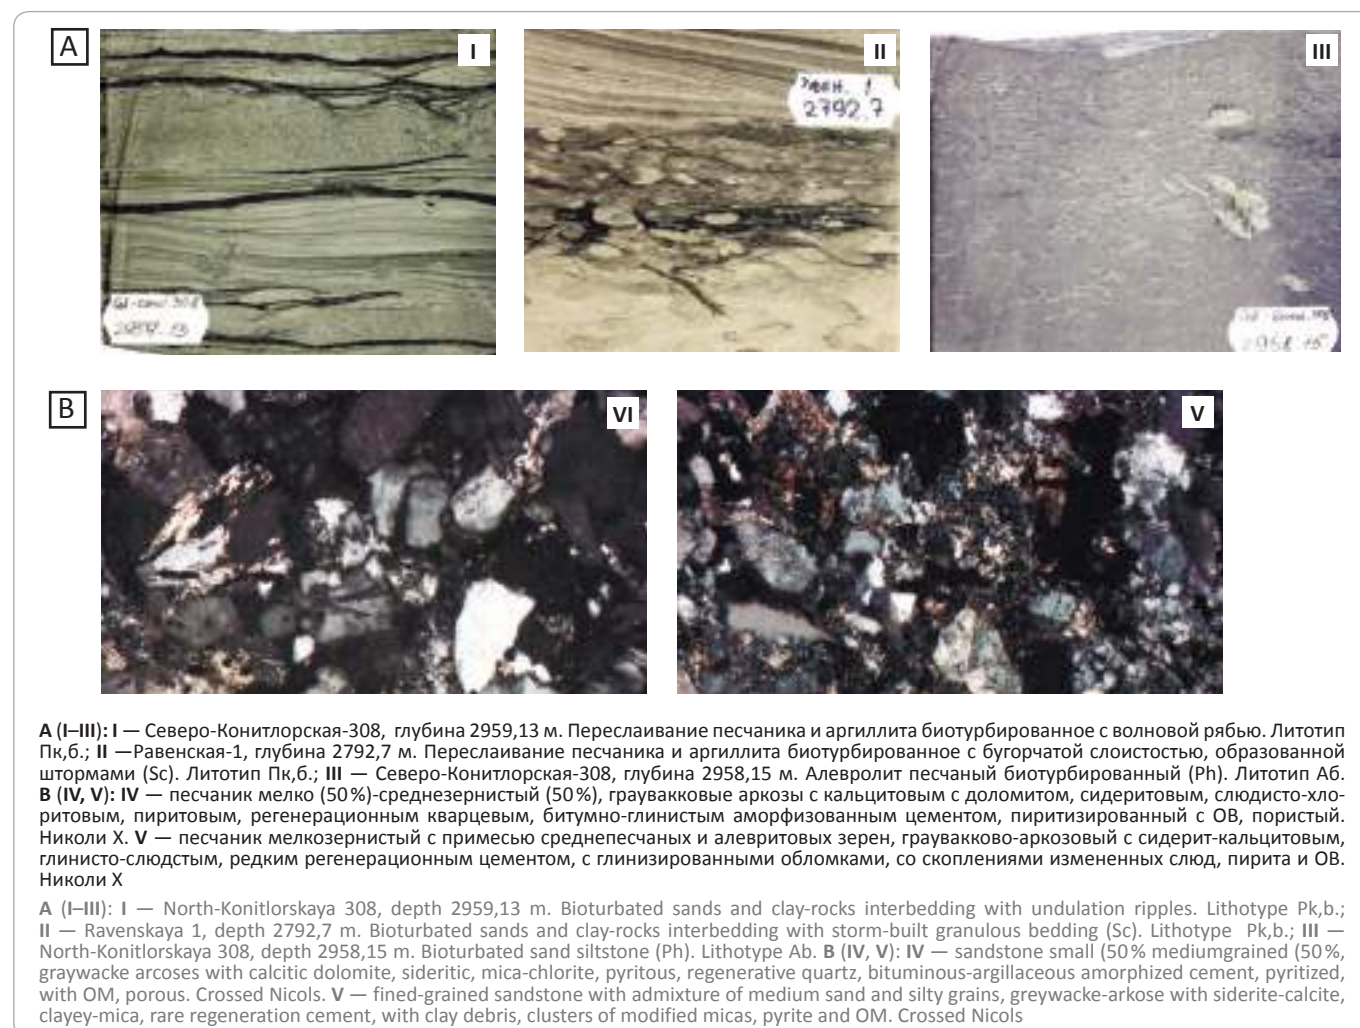 A
I
II
III
2792,7
B
VI
V
A (I–III): I — Северо-Конитлорская-308, глубина 2959,13 м. Переслаивание песчаника и аргиллита биотурбированное с волновой рябью. Литотип
Пк,б.; II —Равенская-1, глубина 2792,7 м. Переслаивание песчаника и аргиллита биотурбированное с бугорчатой слоистостью, образованной
штормами (Sc). Литотип Пк,б.; III — Северо-Конитлорская-308, глубина 2958,15 м. Алевролит песчаный биотурбированный (Ph). Литотип Аб.
B (IV, V): IV — песчаник мелко (50 %)-среднезернистый (50 %), граувакковые аркозы с кальцитовым с доломитом, сидеритовым, слюдисто-хло-
ритовым, пиритовым, регенерационным кварцевым, битумно-глинистым аморфизованным цементом, пиритизированный с ОВ, пористый.
Николи X. V — песчаник мелкозернистый с примесью среднепесчаных и алевритовых зерен, граувакково-аркозовый с сидерит-кальцитовым,
глинисто-слюдстым, редким регенерационным цементом, с глинизированными обломками, со скоплениями измененных слюд, пирита и ОВ.
Николи X
A (I–III): I — North-Konitlorskaya 308, depth 2959,13 m. Bioturbated sands and clay-rocks interbedding with undulation ripples. Lithotype Pk,b.;
II — Ravenskaya 1, depth 2792,7 m. Bioturbated sands and clay-rocks interbedding with storm-built granulous bedding (Sc). Lithotype Pk,b.; III —
North-Konitlorskaya 308, depth 2958,15 m. Bioturbated sand siltstone (Ph). Lithotype Ab. B (IV, V): IV — sandstone small (50 % mediumgrained (50 %,
graywacke arcoses with calcitic dolomite, sideritic, mica-chlorite, pyritous, regenerative quartz, bituminous-argillaceous amorphized cement, pyritized,
with OM, porous. Crossed Nicols. V — fined-grained sandstone with admixture of medium sand and silty grains, greywacke-arkose with siderite-calcite,
clayey-mica, rare regeneration cement, with clay debris, clusters of modified micas, pyrite and OM. Crossed Nicols